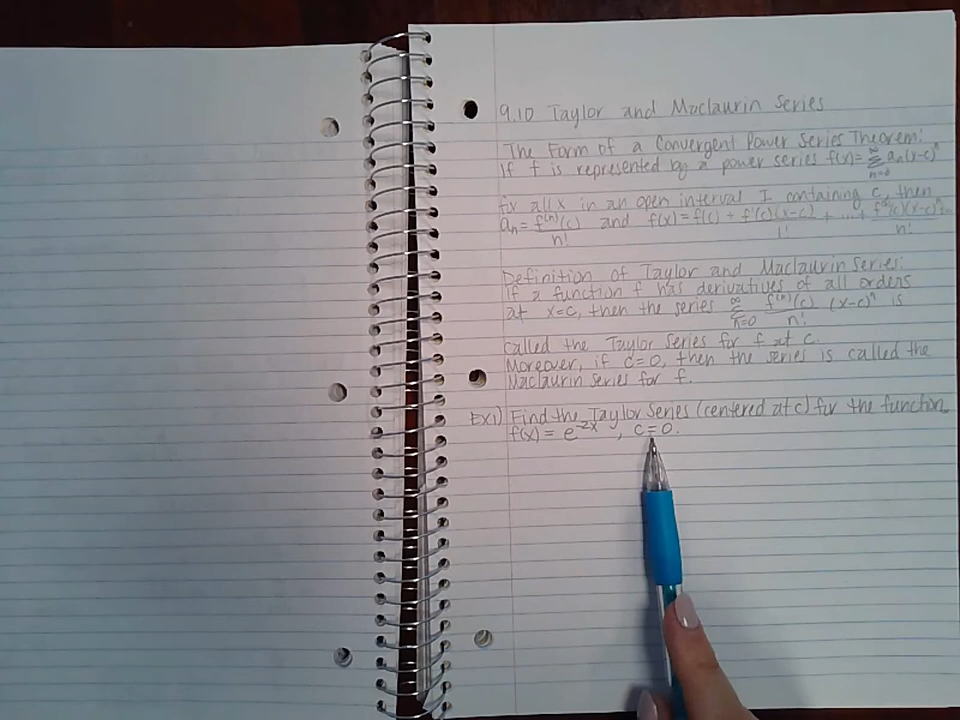 9.10 Taylor and Maclaurin Series
The Form of a Convergent Power Series Theorem:
If f is represented by a power series f(x)= ∞Σn=0 aₙ(x-c)ⁿ
for all x in an open interval I containing c, then
aₙ = f⁽ⁿ⁾(c)/n! and f(x) = f(c) + f'(c)(x-c)/1! + ... + f⁽ⁿ⁾(c)(x-c)ⁿ/n! + ...
Definition of Taylor and Maclaurin Series:
If a function f has derivatives of all orders
at x=c, then the series ∞Σn=0 f⁽ⁿ⁾(c)/n! (x-c)ⁿ is
called the Taylor Series for f at c.
Moreover, if c=0, then the series is called the
Maclaurin Series for f.
Ex1) Find the Taylor Series (centered at c) for the function
f(x) = e^-2x, c=0.